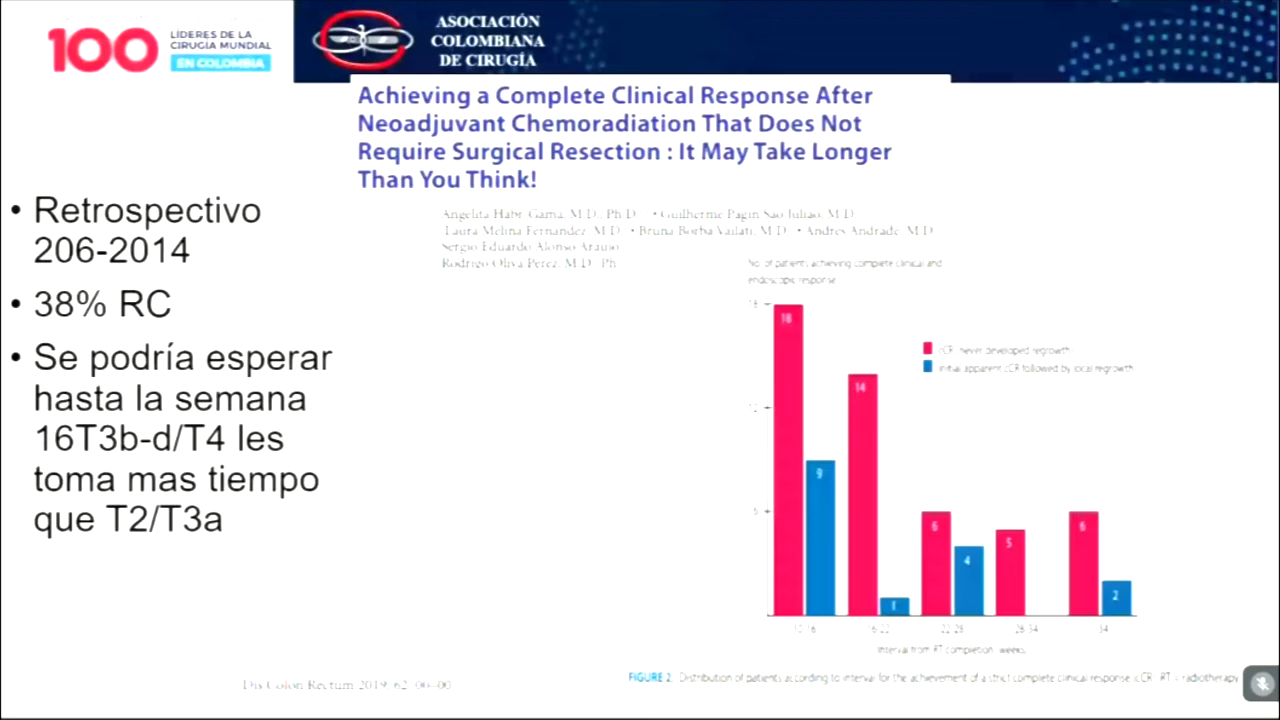 100
LÍDERES DE LA
CIRUGÍA MUNDIAL
EN COLOMBIA
ASOCIACIÓN
COLOMBIANA
DE CIRUGÍA
Achieving a Complete Clinical Response After
Neoadjuvant Chemoradiation That Does Not
Require Surgical Resection : It May Take Longer
Than You Think!
Angelita Habr-Gama, M.D., Ph.D. • Guilherme Pagin São Julião, M.D.
Laura Melina Fernandez, M.D. • Bruna Borba Vailati, M.D. • Andres Andrade, M.D.
Sergio Eduardo Alonso Araujo
Rodrigo Oliva Perez, M.D., Ph
• Retrospectivo
206-2014
• 38% RC
• Se podría esperar
hasta la semana
16T3b-d/T4 les
toma mas tiempo
que T2/T3a
No. of patients achieving complete clinical and
endoscopic response
18
14
6
5
6
9
1
4
2
cCR never developed regrowth
Initial apparent cCR followed by local regrowth
16-22
22-28
28-34
34
Interval from RT completion, weeks
FIGURE 2. Distribution of patients according to interval for the achievement of a strict complete clinical response (cCR). RT = radiotherapy
Dis Colon Rectum 2019; 62: 00–00